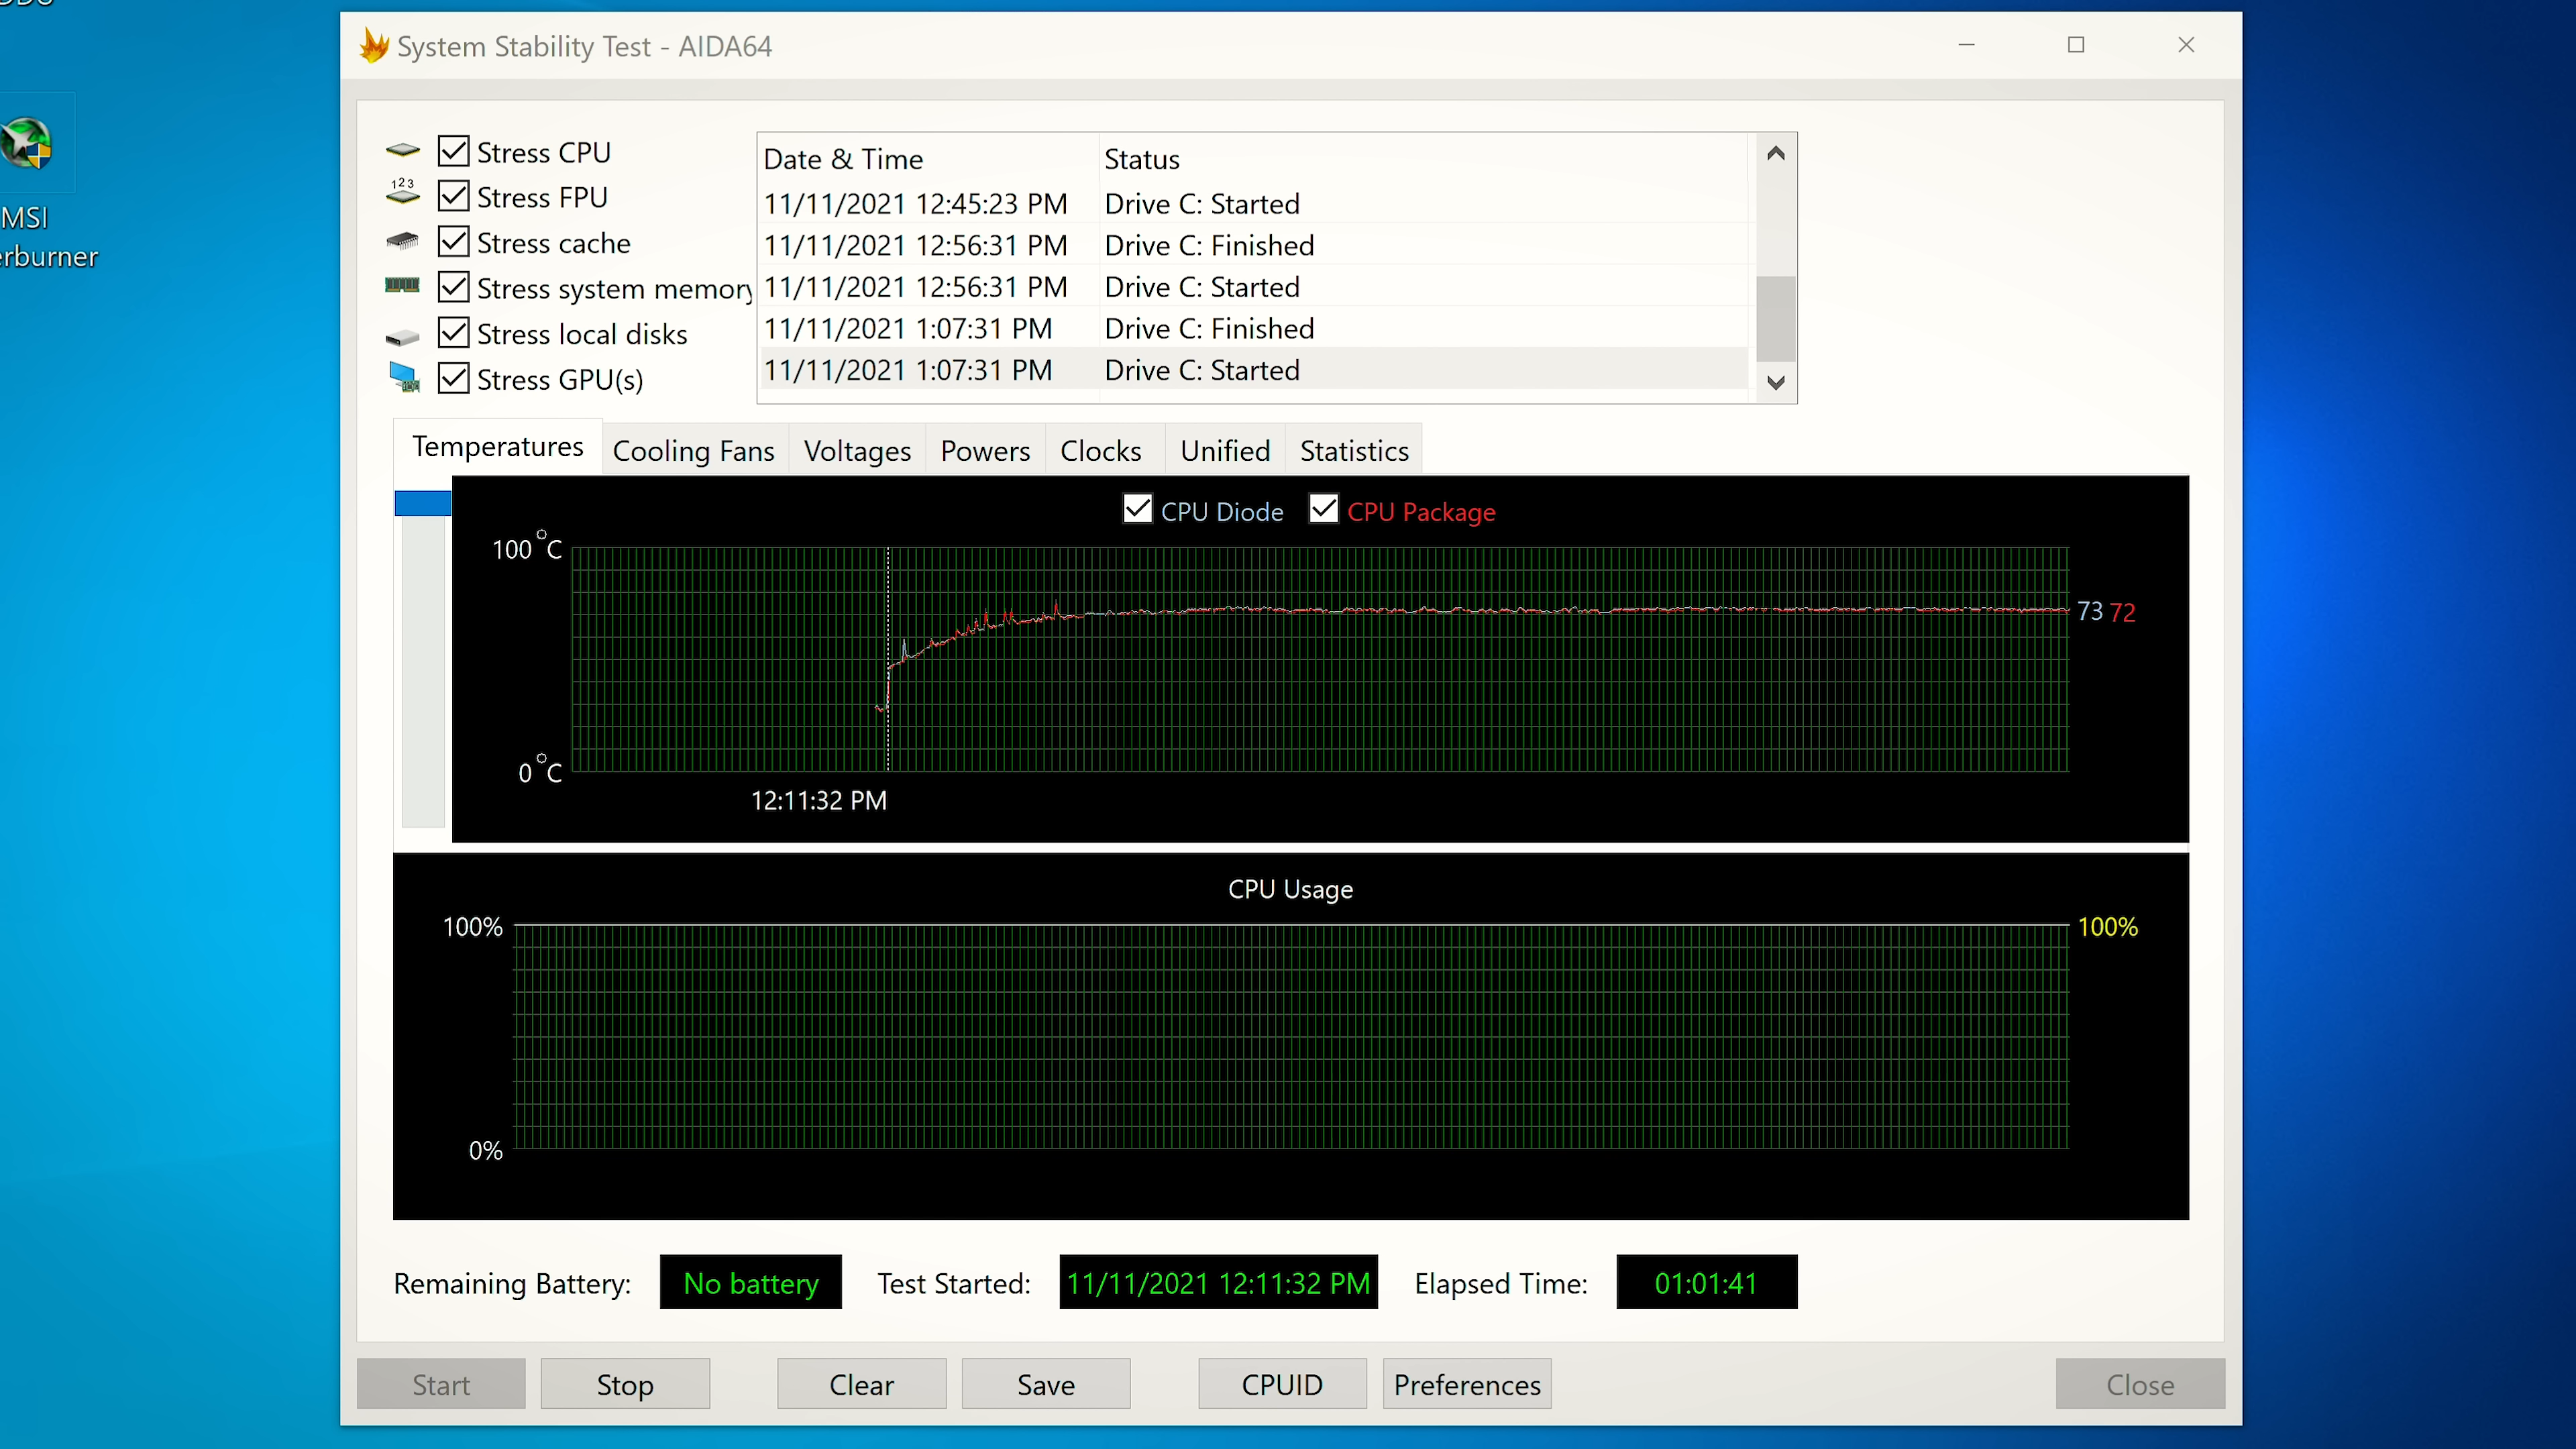 System Stability Test - AIDA64
MSI
erburner
Stress CPU
123
Stress FPU
Stress cache
Stress system memory
Stress local disks
Stress GPU(s)
Date & Time Status
11/11/2021 12:45:23 PM Drive C: Started
11/11/2021 12:56:31 PM Drive C: Finished
11/11/2021 12:56:31 PM Drive C: Started
11/11/2021 1:07:31 PM Drive C: Finished
11/11/2021 1:07:31 PM Drive C: Started
Temperatures Cooling Fans Voltages Powers Clocks Unified Statistics
CPU Diode CPU Package
100 °C
73 72
0 °C
12:11:32 PM
CPU Usage
100% 100%
0%
Remaining Battery: No battery Test Started: 11/11/2021 12:11:32 PM Elapsed Time: 01:01:41
Start Stop Clear Save CPUID Preferences Close